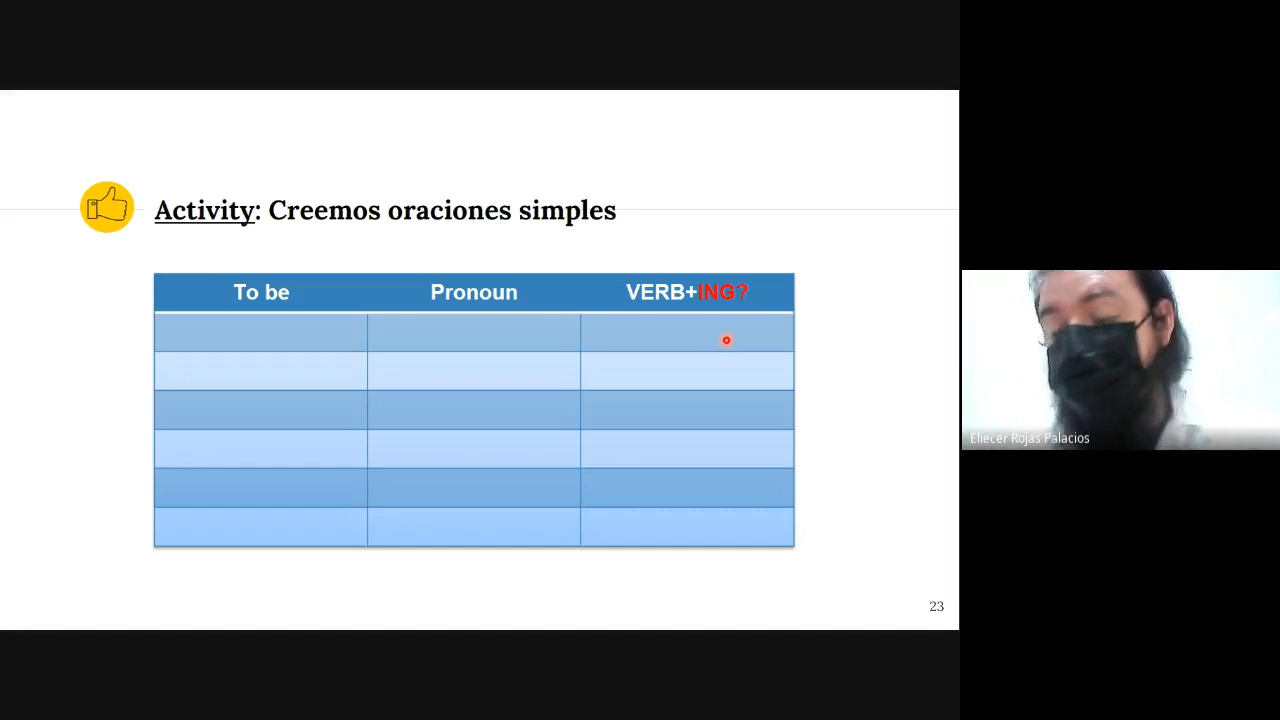 Activity: Creemos oraciones simples
To be Pronoun VERB+ING?
23
Eliecer Rojas Palacios